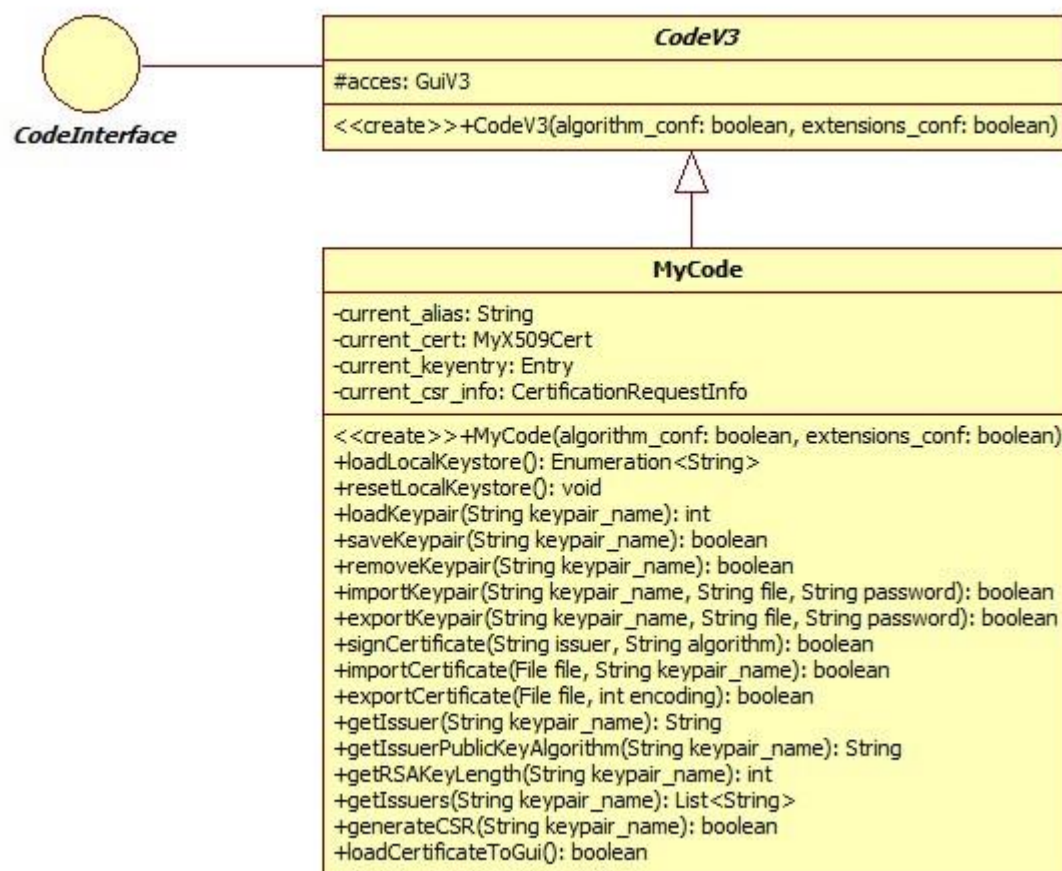 CodeInterface
CodeV3
#acces: GuiV3
<<create>>+CodeV3(algorithm_conf: boolean, extensions_conf: boolean)
MyCode
-current_alias: String
-current_cert: MyX509Cert
-current_keyentry: Entry
-current_csr_info: CertificationRequestInfo
<<create>>+MyCode(algorithm_conf: boolean, extensions_conf: boolean)
+loadLocalKeystore(): Enumeration<String>
+resetLocalKeystore(): void
+loadKeypair(String keypair_name): int
+saveKeypair(String keypair_name): boolean
+removeKeypair(String keypair_name): boolean
+importKeypair(String keypair_name, String file, String password): boolean
+exportKeypair(String keypair_name, String file, String password): boolean
+signCertificate(String issuer, String algorithm): boolean
+importCertificate(File file, String keypair_name): boolean
+exportCertificate(File file, int encoding): boolean
+getIssuer(String keypair_name): String
+getIssuerPublicKeyAlgorithm(String keypair_name): String
+getRSAKeyLength(String keypair_name): int
+getIssuers(String keypair_name): List<String>
+generateCSR(String keypair_name): boolean
+loadCertificateToGui(): boolean